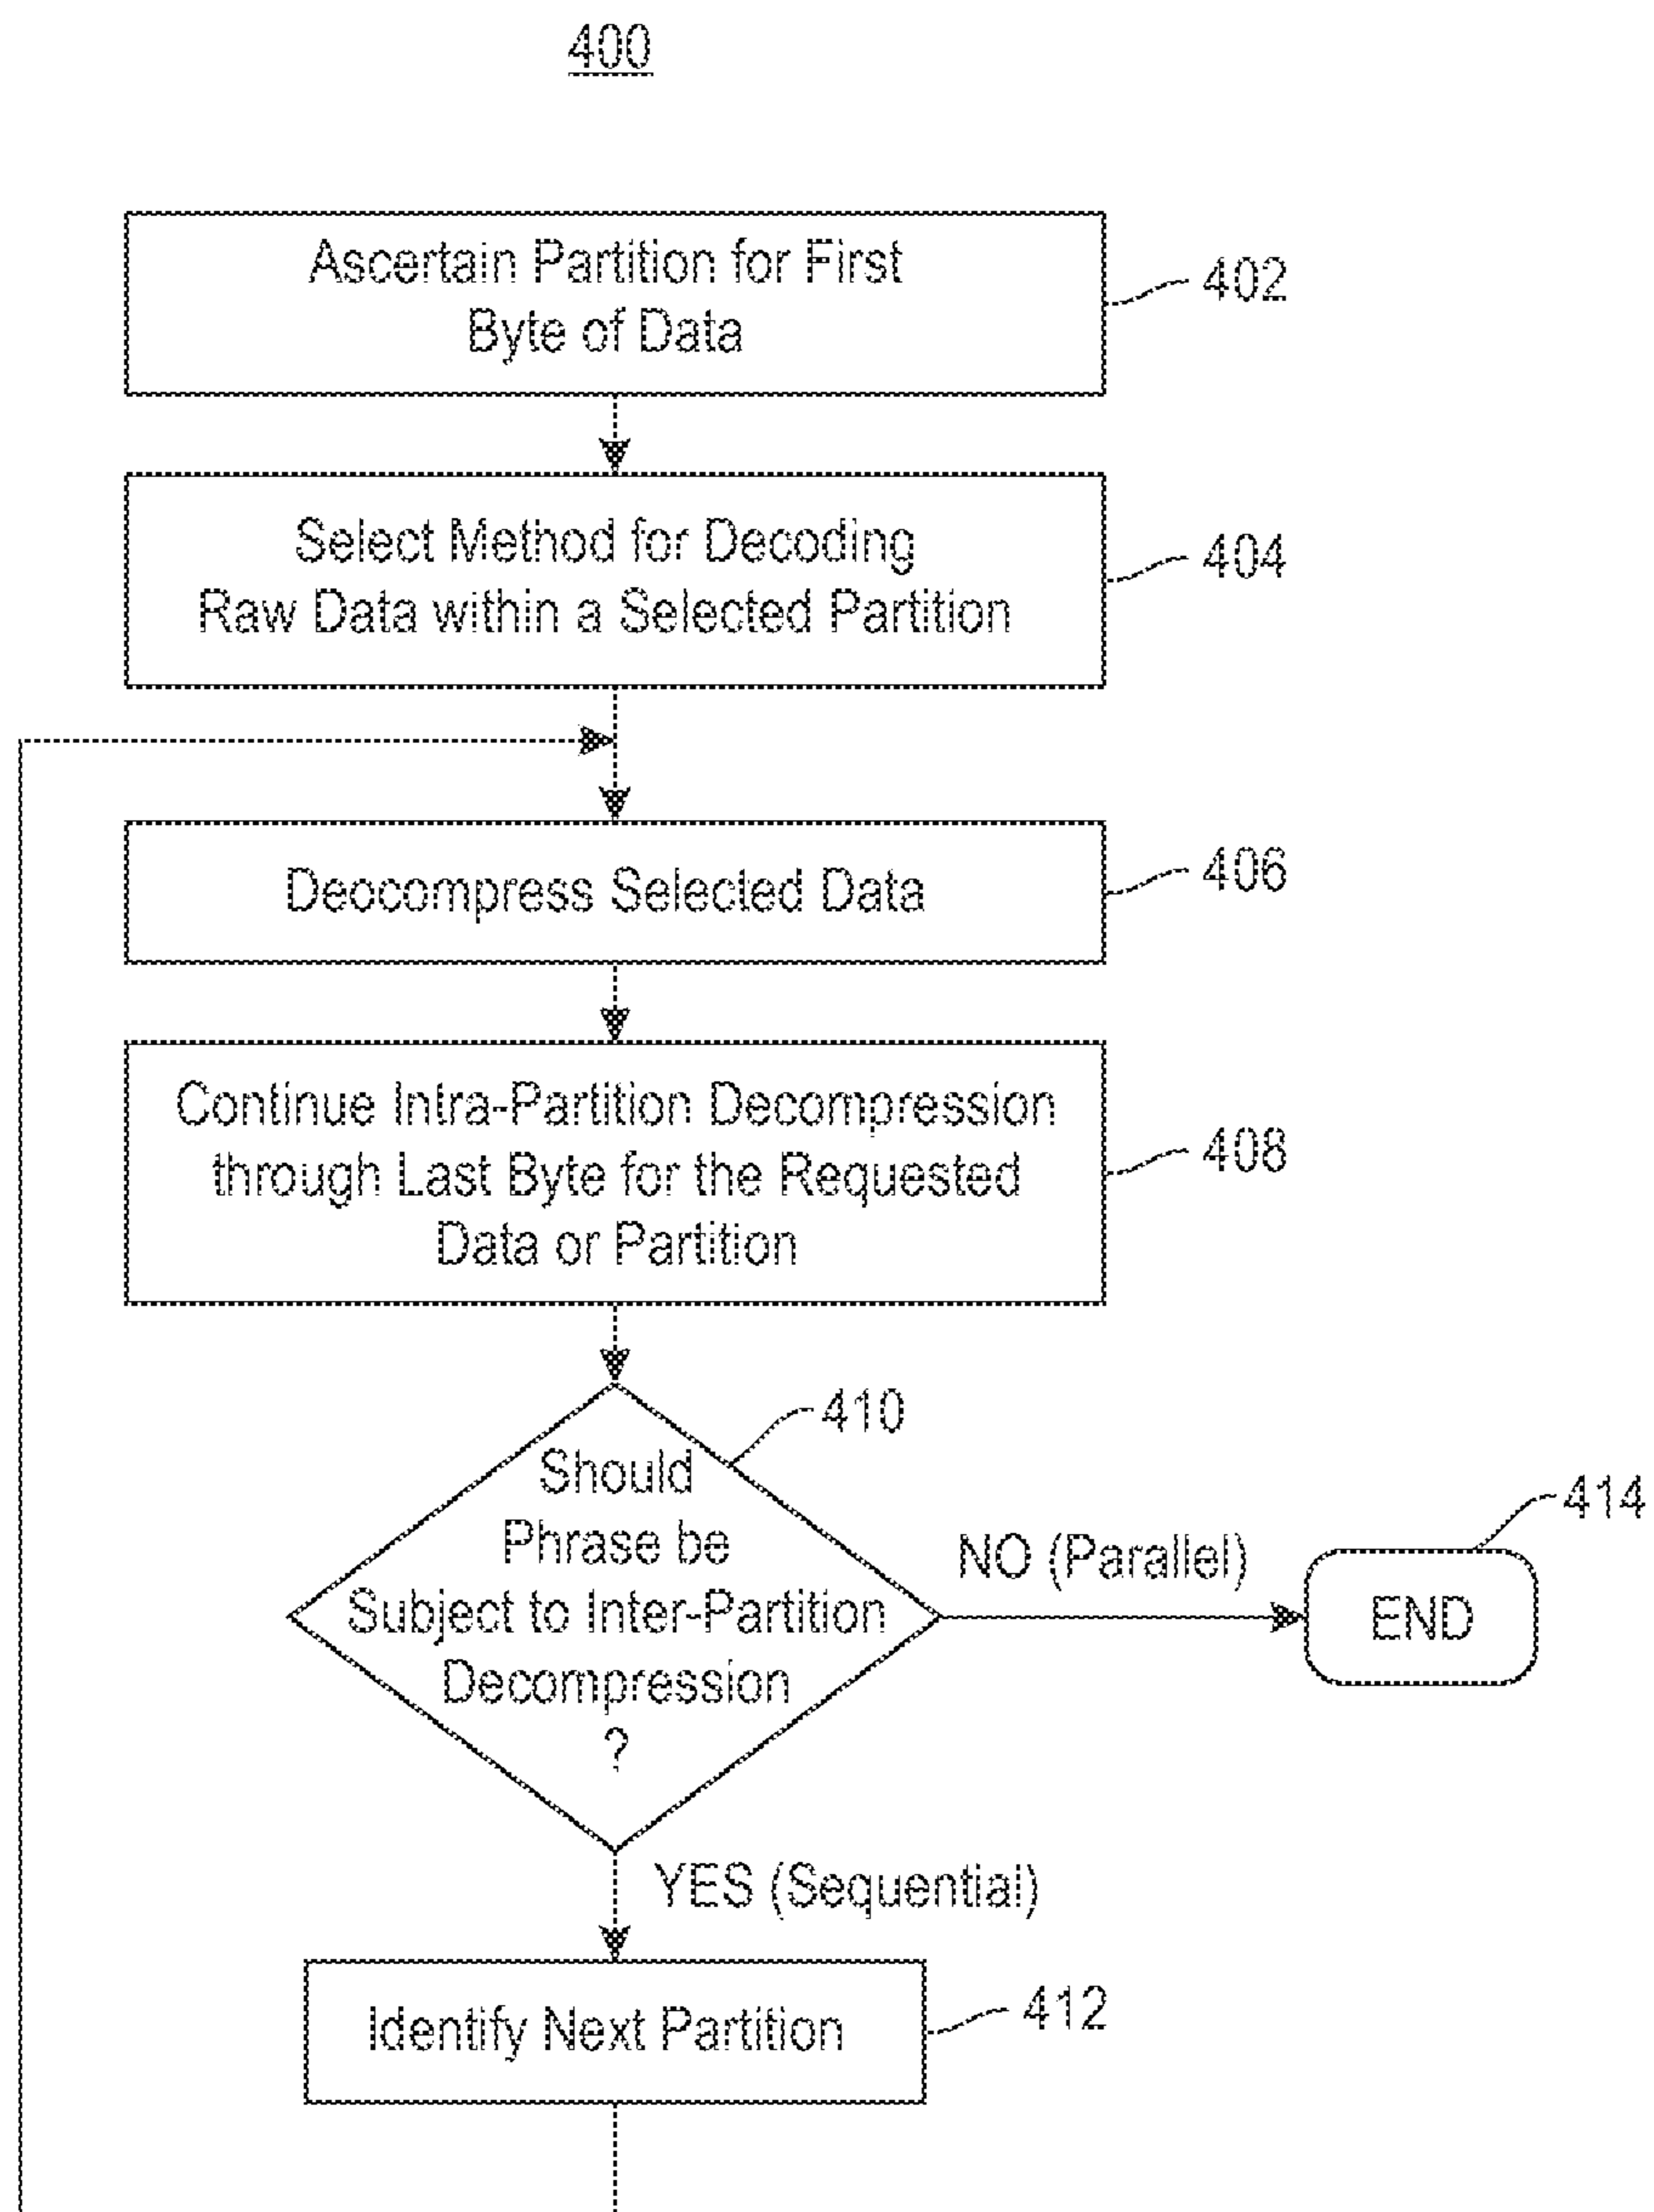 400
Ascertain Partition for First
Byte of Data
402
Select Method for Decoding
Raw Data within a Selected Partition
404
Deocompress Selected Data
406
Continue Intra-Partition Decompression
through Last Byte for the Requested
Data or Partition
408
410
Should
Phrase be
Subject to Inter-Partition
Decompression
?
NO (Parallel)
414
END
YES (Sequential)
Identify Next Partition
412